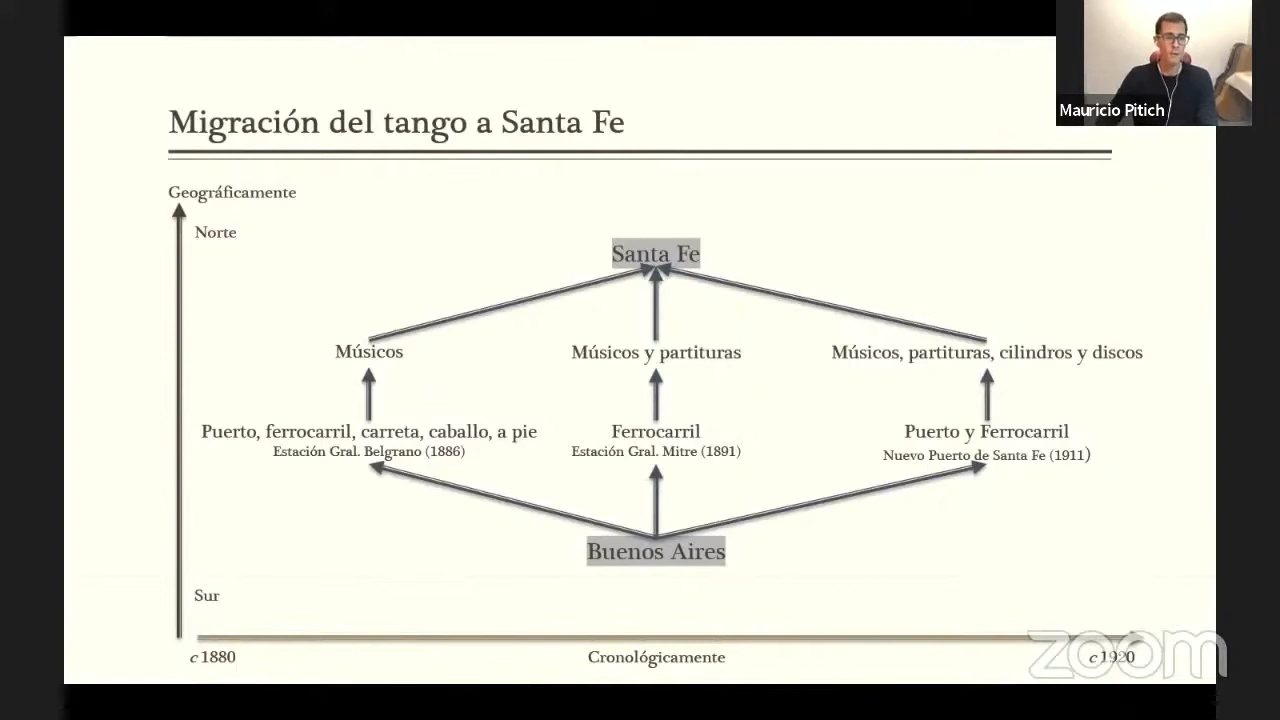 Mauricio Pitich
Migración del tango a Santa Fe
Geográficamente
Norte
Santa Fe
Músicos
Músicos y partituras
Músicos, partituras, cilindros y discos
Puerto, ferrocarril, carreta, caballo, a pie
Estación Gral. Belgrano (1886)
Ferrocarril
Estación Gral. Mitre (1891)
Puerto y Ferrocarril
Nuevo Puerto de Santa Fe (1911)
Buenos Aires
Sur
c1880
Cronológicamente
c1920
zoom